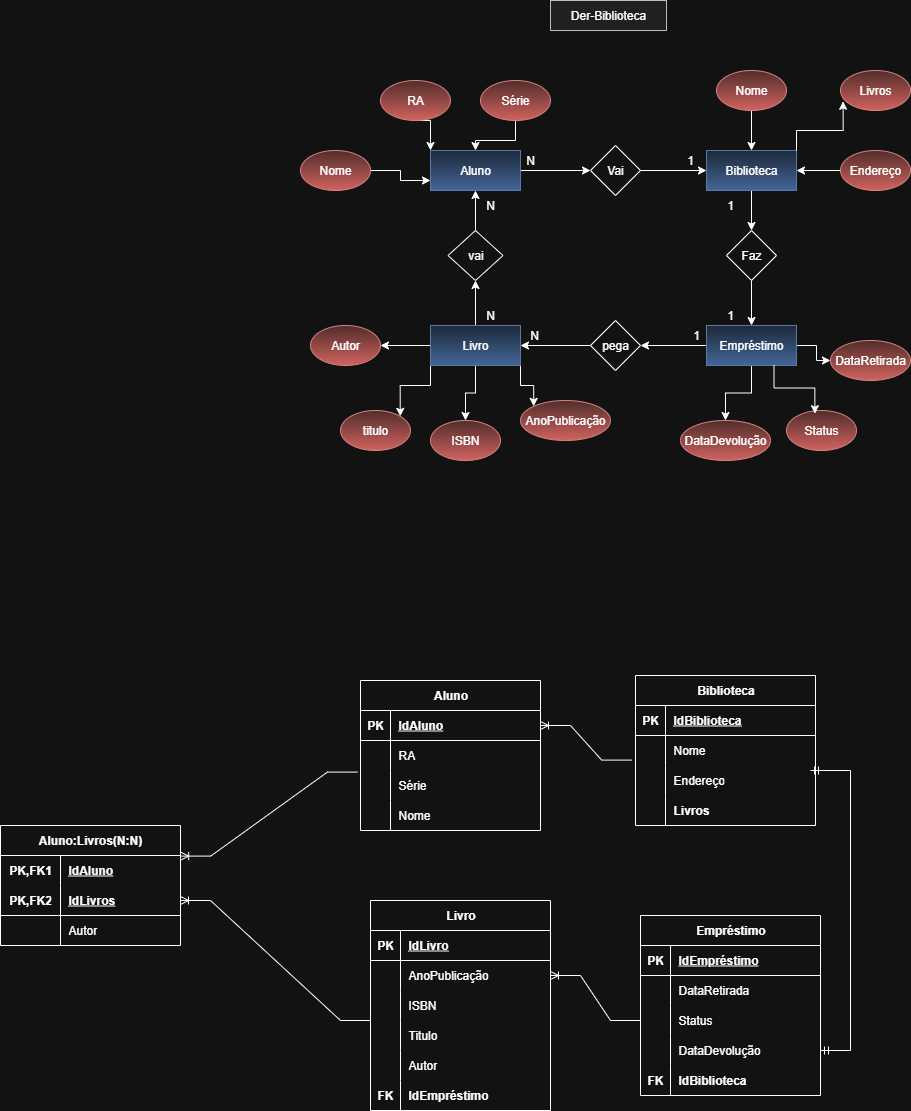 Der-Biblioteca
RA
Série
Nome
Livros
Nome
Aluno
N
Vai
1
Biblioteca
Endereço
N
1
vai
Faz
N
1
Autor
Livro
N
pega
1
Empréstimo
DataRetirada
titulo
ISBN
AnoPublicação
DataDevolução
Status
Aluno
PK IdAluno
RA
Série
Nome
Biblioteca
PK IdBiblioteca
Nome
Endereço
Livros
Aluno:Livros(N:N)
PK,FK1 IdAluno
PK,FK2 IdLivros
Autor
Livro
PK IdLivro
AnoPublicação
ISBN
Titulo
Autor
FK IdEmpréstimo
Empréstimo
PK IdEmpréstimo
DataRetirada
Status
DataDevolução
FK IdBiblioteca